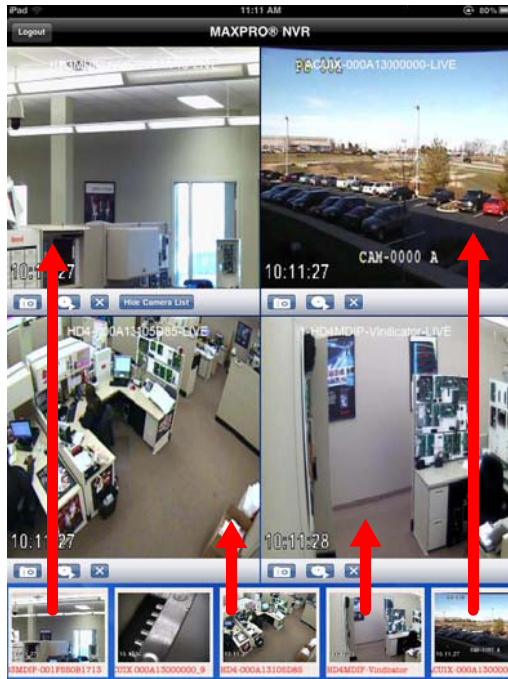 iPad 11:11 AM 80%
Logout MAXPRO® NVR
ACUIX-000A13000000-LIVE
CAM-0000 A
10:11:27
10:11:27
Hide Camera List
HD4-000A13105D85-LIVE
1 HD4MDIP-Vindicator-LIVE
10:11:27
10:11:28
3MDIP-001F550B1713
CUIX 000A13000000_9
HD4-000A13105D85
HD4MDIP-Vindicator
ACUIX-000A130000